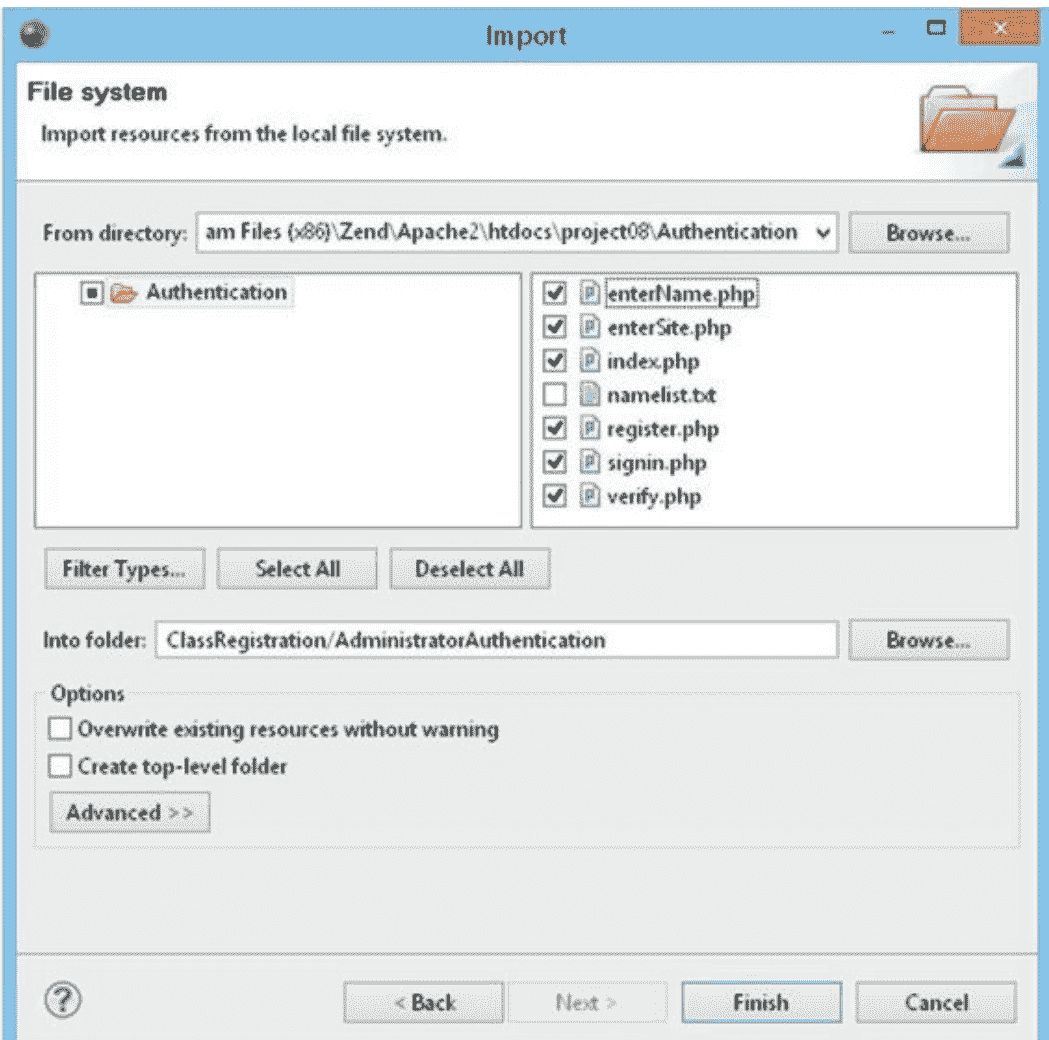 Import
File system
Import resources from the local file system.
From directory: am Files (x86)\Zend\Apache2\htdocs\project08\Authentication Browse...
Authentication
enterName.php
enterSite.php
index.php
namelist.txt
register.php
signin.php
verify.php
Filter Types... Select All Deselect All
Into folder: ClassRegistration/AdministratorAuthentication Browse...
Options
Overwrite existing resources without warning
Create top-level folder
Advanced >>
? < Back Next > Finish Cancel